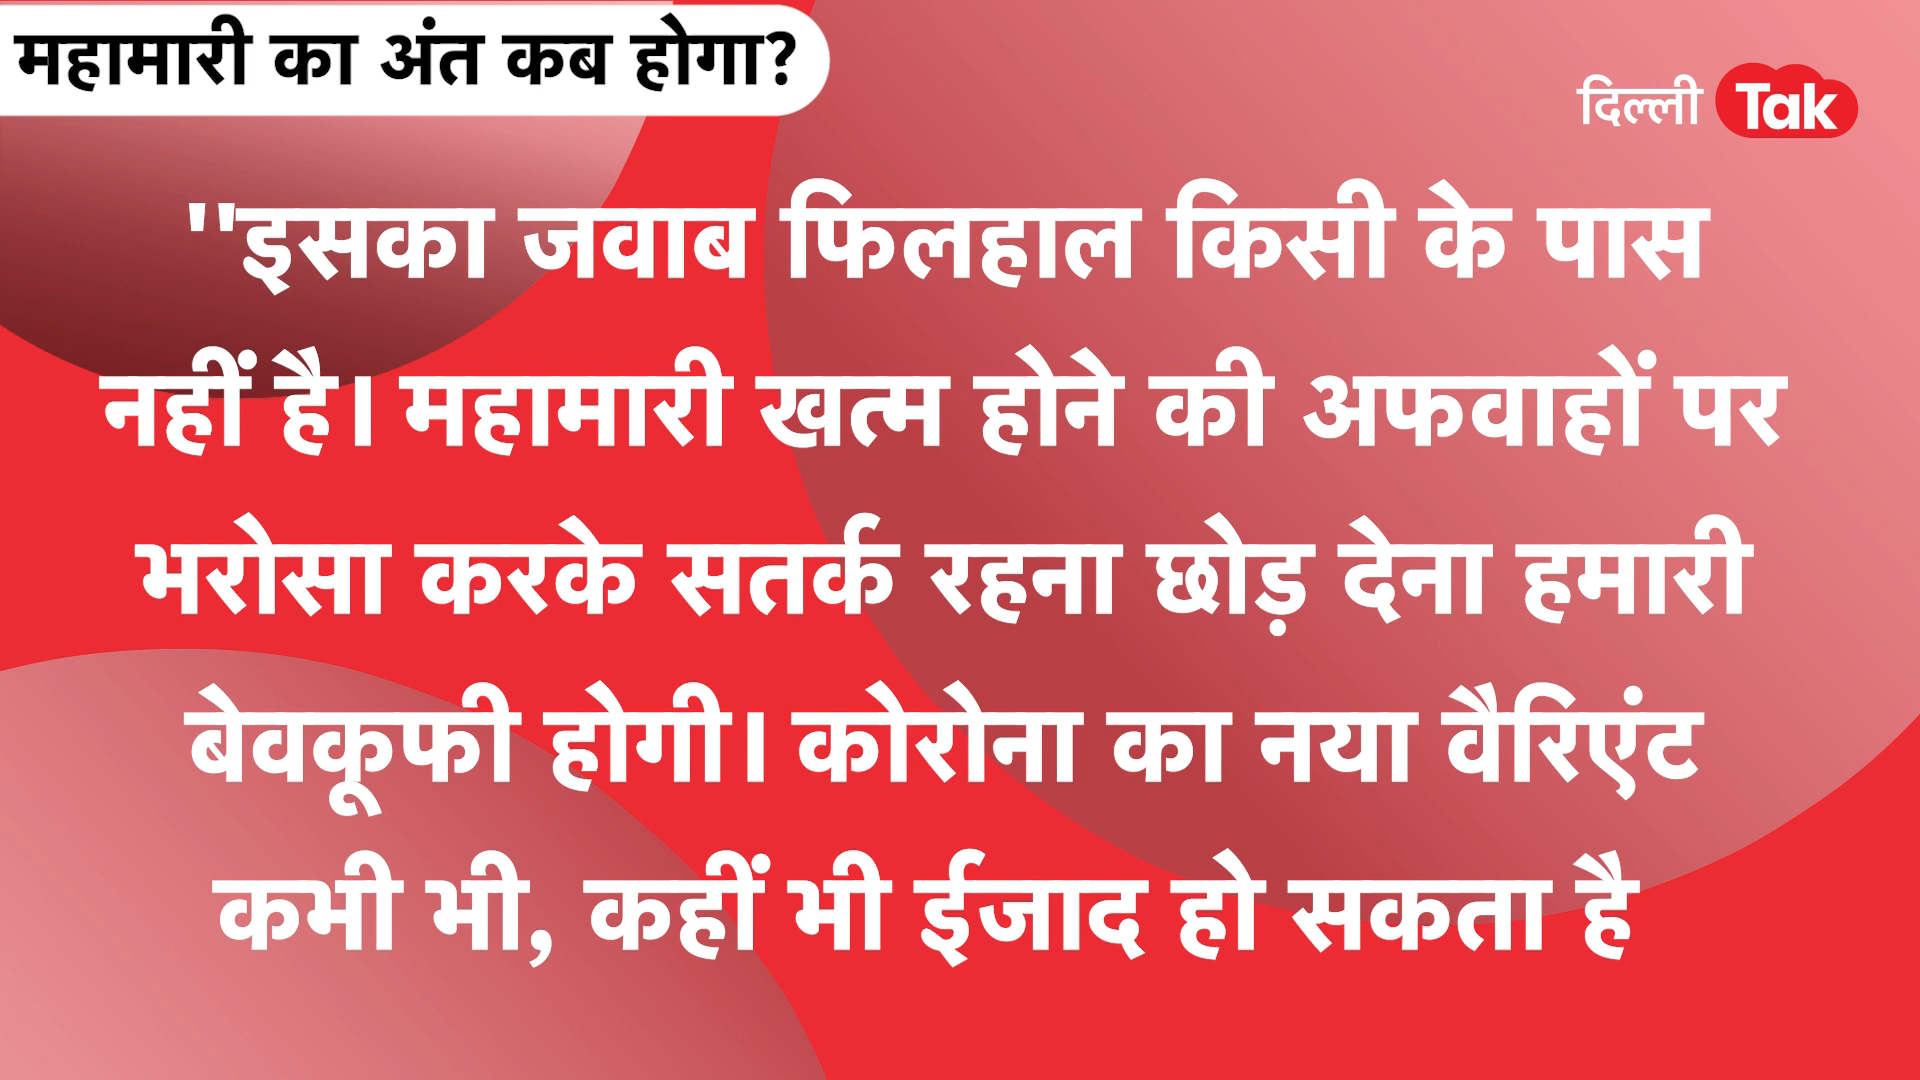 महामारी का अंत कब होगा?
दिल्ली Tak
''इसका जवाब फिलहाल किसी के पास
नहीं है। महामारी खत्म होने की अफवाहों पर
भरोसा करके सतर्क रहना छोड़ देना हमारी
बेवकूफी होगी। कोरोना का नया वैरिएंट
कभी भी, कहीं भी ईजाद हो सकता है